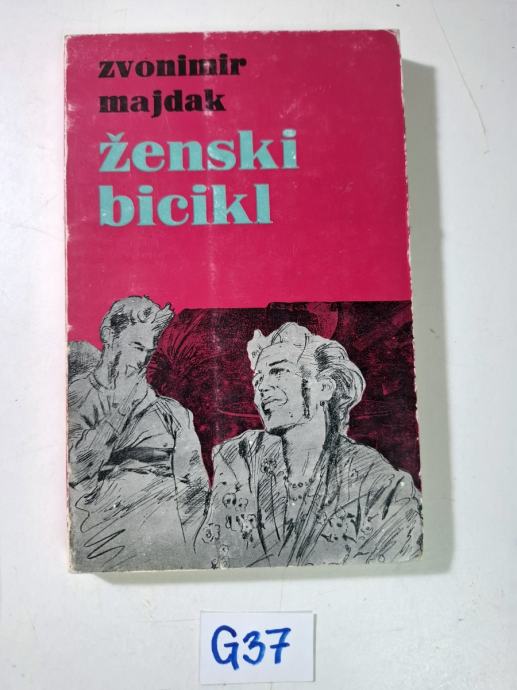 zvonimir
majdak
ženski
bicikl
G37